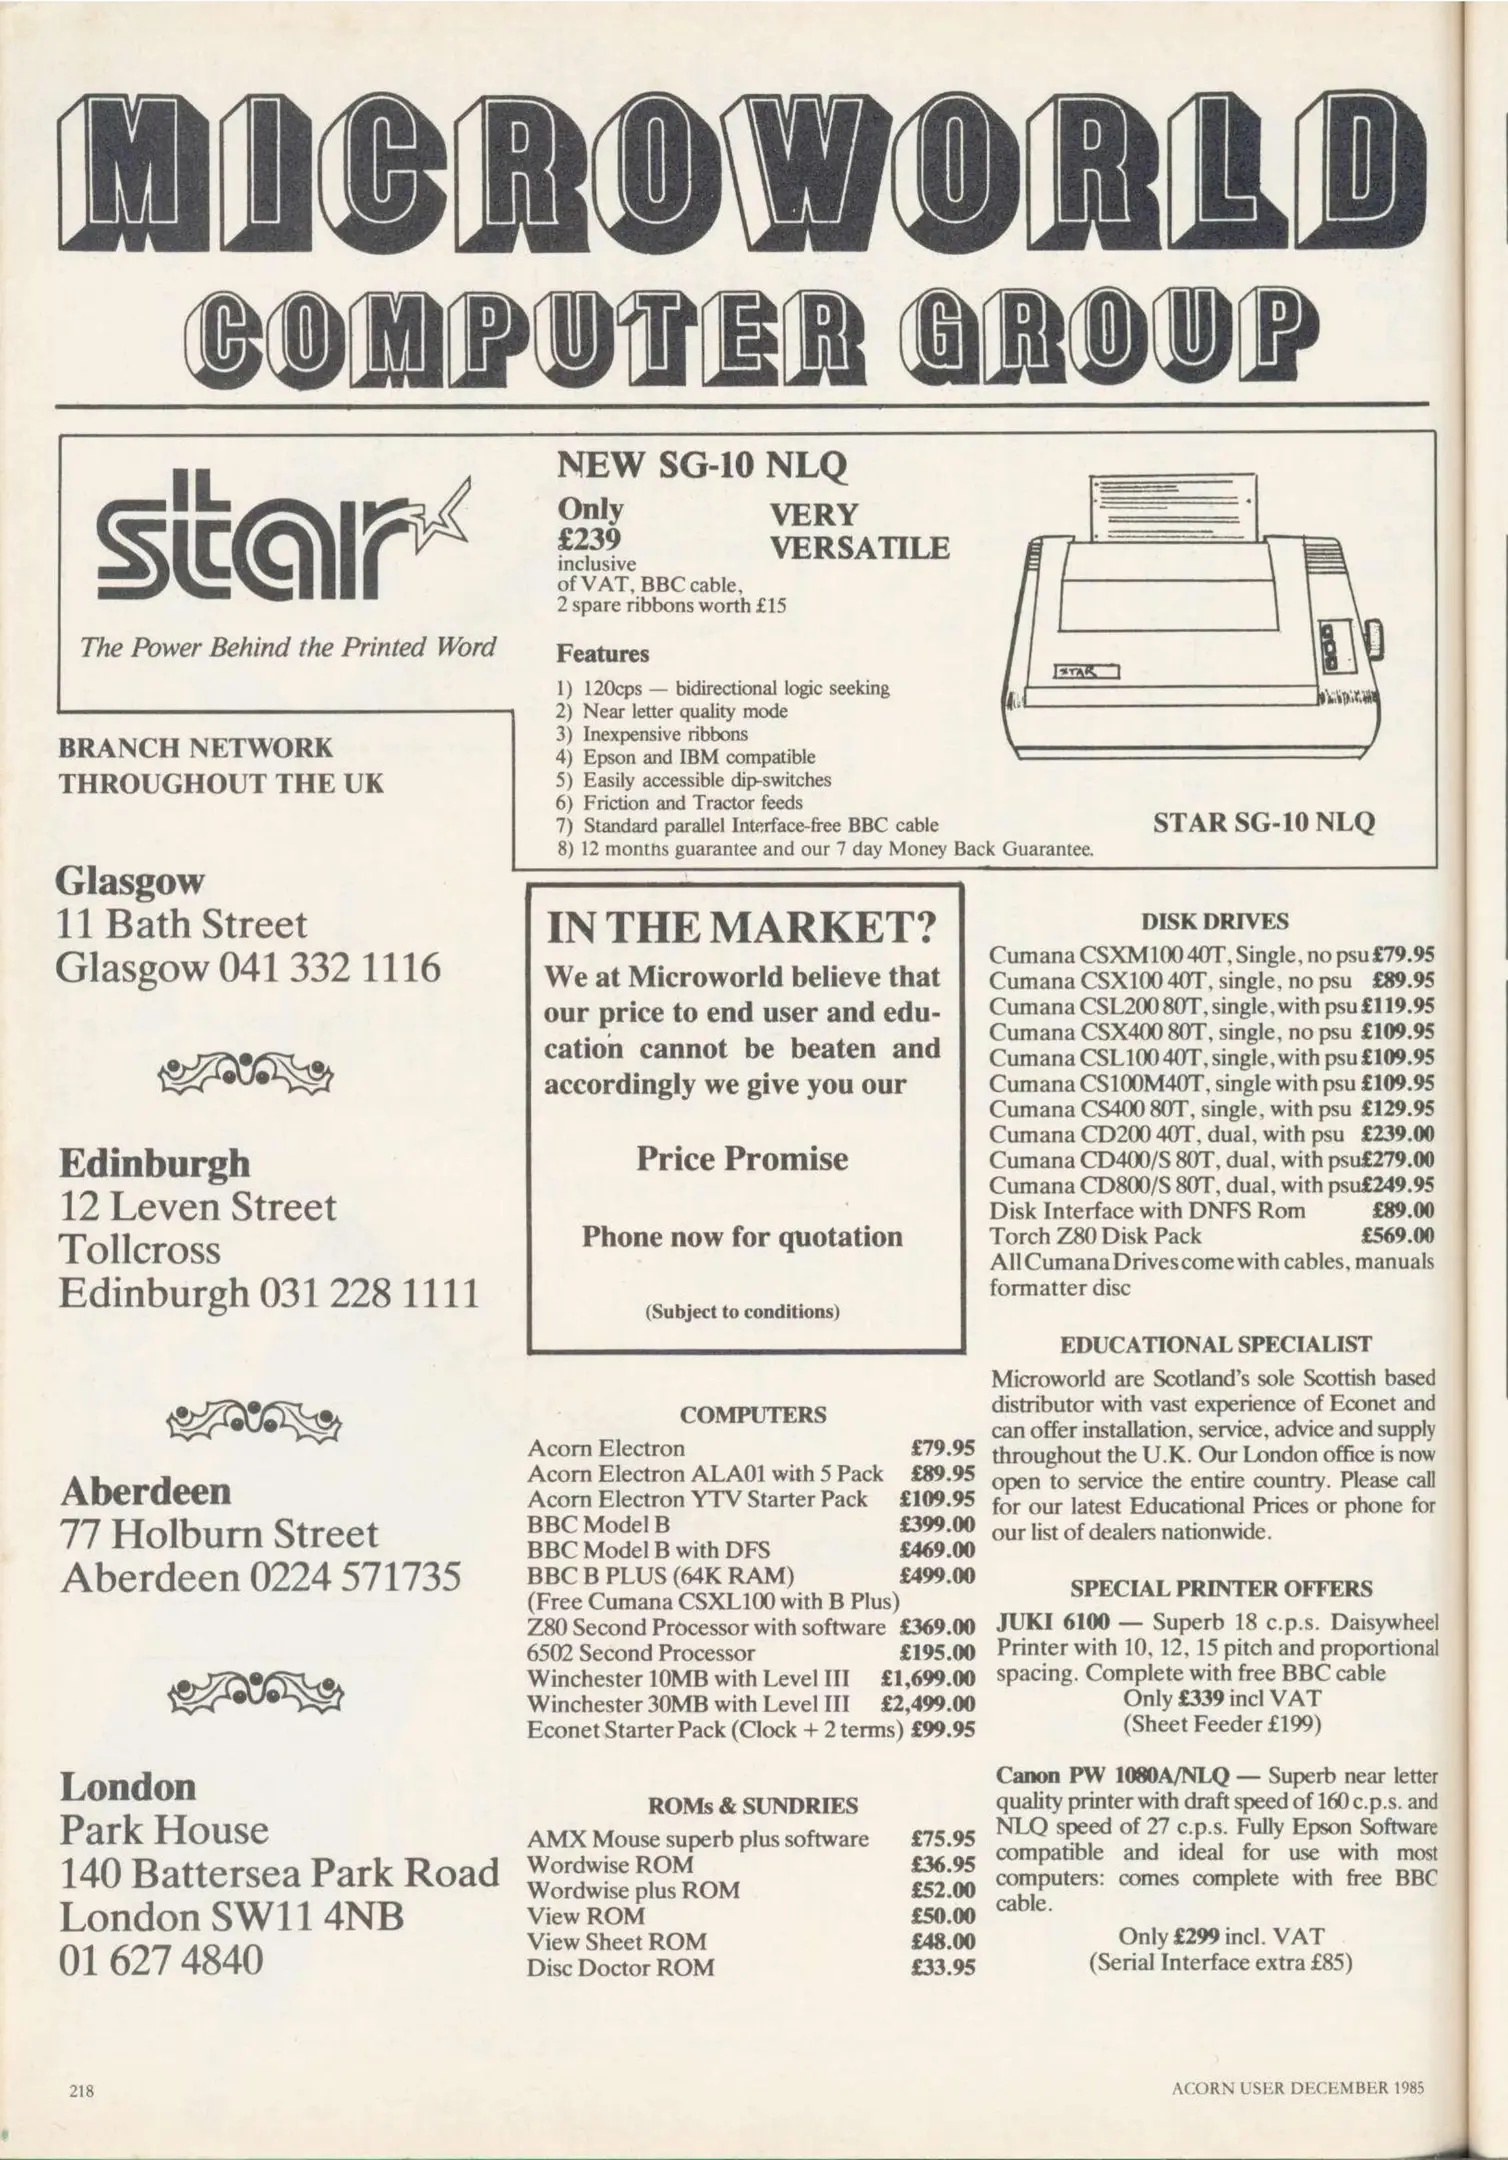 MICROWORLD
COMPUTER GROUP
star
The Power Behind the Printed Word
NEW SG-10 NLQ
Only
£239
inclusive
of VAT, BBC cable,
2 spare ribbons worth £15
VERY
VERSATILE
Features
1) 120cps — bidirectional logic seeking
2) Near letter quality mode
3) Inexpensive ribbons
4) Epson and IBM compatible
5) Easily accessible dip-switches
6) Friction and Tractor feeds
7) Standard parallel Interface-free BBC cable
8) 12 months guarantee and our 7 day Money Back Guarantee.
STAR
STAR SG-10 NLQ
BRANCH NETWORK
THROUGHOUT THE UK
Glasgow
11 Bath Street
Glasgow 041 332 1116
Edinburgh
12 Leven Street
Tollcross
Edinburgh 031 228 1111
Aberdeen
77 Holburn Street
Aberdeen 0224 571735
London
Park House
140 Battersea Park Road
London SW11 4NB
01 627 4840
IN THE MARKET?
We at Microworld believe that
our price to end user and edu-
cation cannot be beaten and
accordingly we give you our
Price Promise
Phone now for quotation
(Subject to conditions)
COMPUTERS
Acorn Electron £79.95
Acorn Electron ALA01 with 5 Pack £89.95
Acorn Electron YTV Starter Pack £109.95
BBC Model B £399.00
BBC Model B with DFS £469.00
BBC B PLUS (64K RAM) £499.00
(Free Cumana CSXL100 with B Plus)
Z80 Second Processor with software £369.00
6502 Second Processor £195.00
Winchester 10MB with Level III £1,699.00
Winchester 30MB with Level III £2,499.00
Econet Starter Pack (Clock + 2 terms) £99.95
ROMs & SUNDRIES
AMX Mouse superb plus software £75.95
Wordwise ROM £36.95
Wordwise plus ROM £52.00
View ROM £50.00
View Sheet ROM £48.00
Disc Doctor ROM £33.95
DISK DRIVES
Cumana CSXM100 40T, Single, no psu £79.95
Cumana CSX100 40T, single, no psu £89.95
Cumana CSL200 80T, single, with psu £119.95
Cumana CSX400 80T, single, no psu £109.95
Cumana CSL100 40T, single, with psu £109.95
Cumana CS100M40T, single with psu £109.95
Cumana CS400 80T, single, with psu £129.95
Cumana CD200 40T, dual, with psu £239.00
Cumana CD400/S 80T, dual, with psu£279.00
Cumana CD800/S 80T, dual, with psu£249.95
Disk Interface with DNFS Rom £89.00
Torch Z80 Disk Pack £569.00
All Cumana Drives come with cables, manuals
formatter disc
EDUCATIONAL SPECIALIST
Microworld are Scotland's sole Scottish based
distributor with vast experience of Econet and
can offer installation, service, advice and supply
throughout the U.K. Our London office is now
open to service the entire country. Please call
for our latest Educational Prices or phone for
our list of dealers nationwide.
SPECIAL PRINTER OFFERS
JUKI 6100 — Superb 18 c.p.s. Daisywheel
Printer with 10, 12, 15 pitch and proportional
spacing. Complete with free BBC cable
Only £339 incl VAT
(Sheet Feeder £199)
Canon PW 1080A/NLQ — Superb near letter
quality printer with draft speed of 160 c.p.s. and
NLQ speed of 27 c.p.s. Fully Epson Software
compatible and ideal for use with most
computers: comes complete with free BBC
cable.
Only £299 incl. VAT
(Serial Interface extra £85)
218
ACORN USER DECEMBER 1985